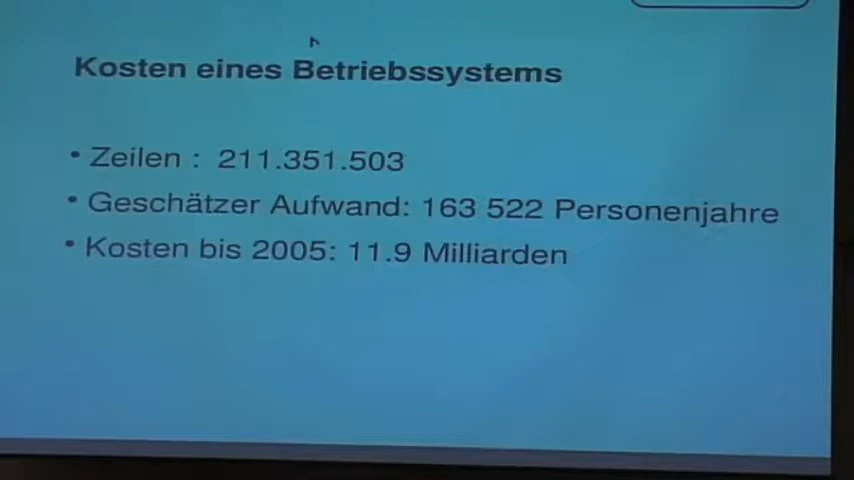 Kosten eines Betriebssystems
• Zeilen : 211.351.503
• Geschätzer Aufwand: 163 522 Personenjahre
• Kosten bis 2005: 11.9 Milliarden